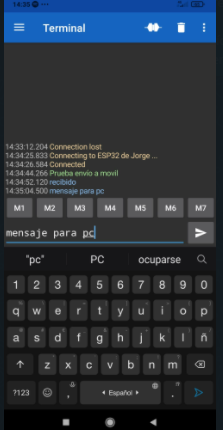 14:35
Terminal
14:33:12.204 Connection lost
14:34:25.833 Connecting to ESP32 de Jorge ...
14:34:26.584 Connected
14:34:44.266 Prueba envio a movil
14:34:52.120 recibido
14:35:04.500 mensaje para pc
M1 M2 M3 M4 M5 M6 M7
mensaje para pc
"pc" PC ocuparse
1 2 3 4 5 6 7 8 9 0
q w e r t y u i o p
a s d f g h j k l ñ
z x c v b n m
?123 , Español .